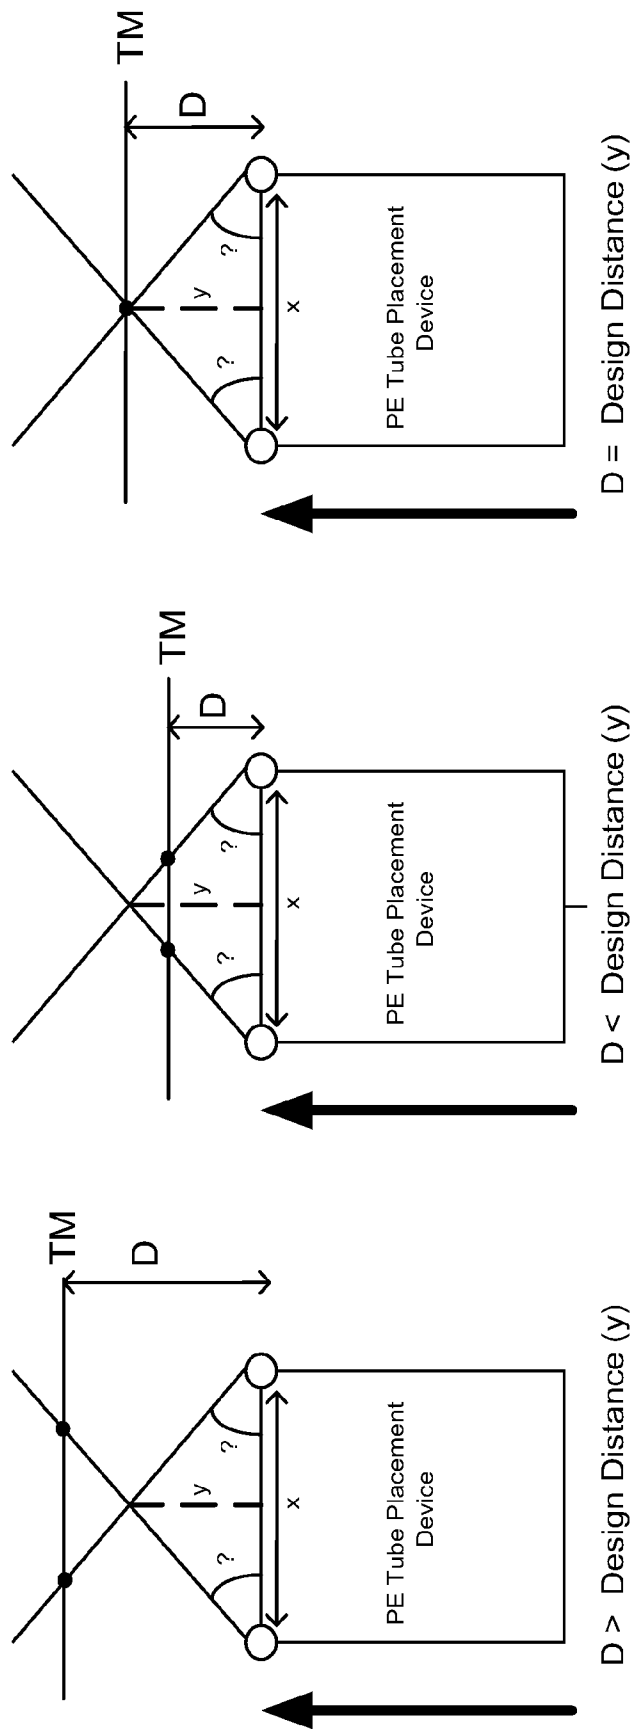 TM
D
?
y
?
x
PE Tube Placement
Device
D > Design Distance (y)
TM
D
?
y
?
x
PE Tube Placement
Device
D < Design Distance (y)
TM
D
?
y
?
x
PE Tube Placement
Device
D = Design Distance (y)